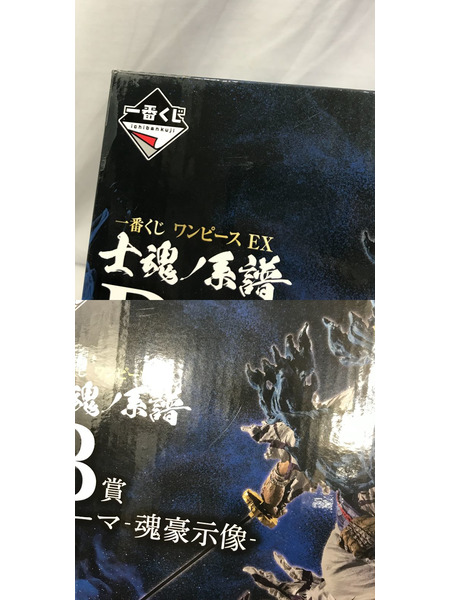 一番くじ
ichibankuji
一番くじ ワンピース EX
士魂ノ系譜
魂ノ系譜
B賞
ーマ-魂豪示像-